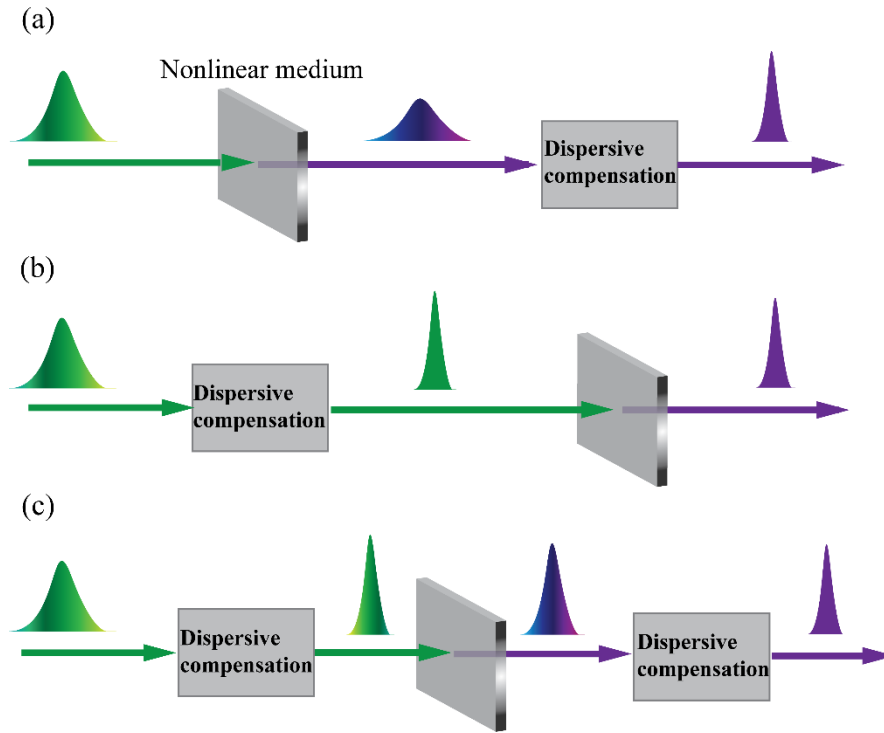 (a)
Nonlinear medium
Dispersive
compensation
(b)
Dispersive
compensation
(c)
Dispersive
compensation
Dispersive
compensation